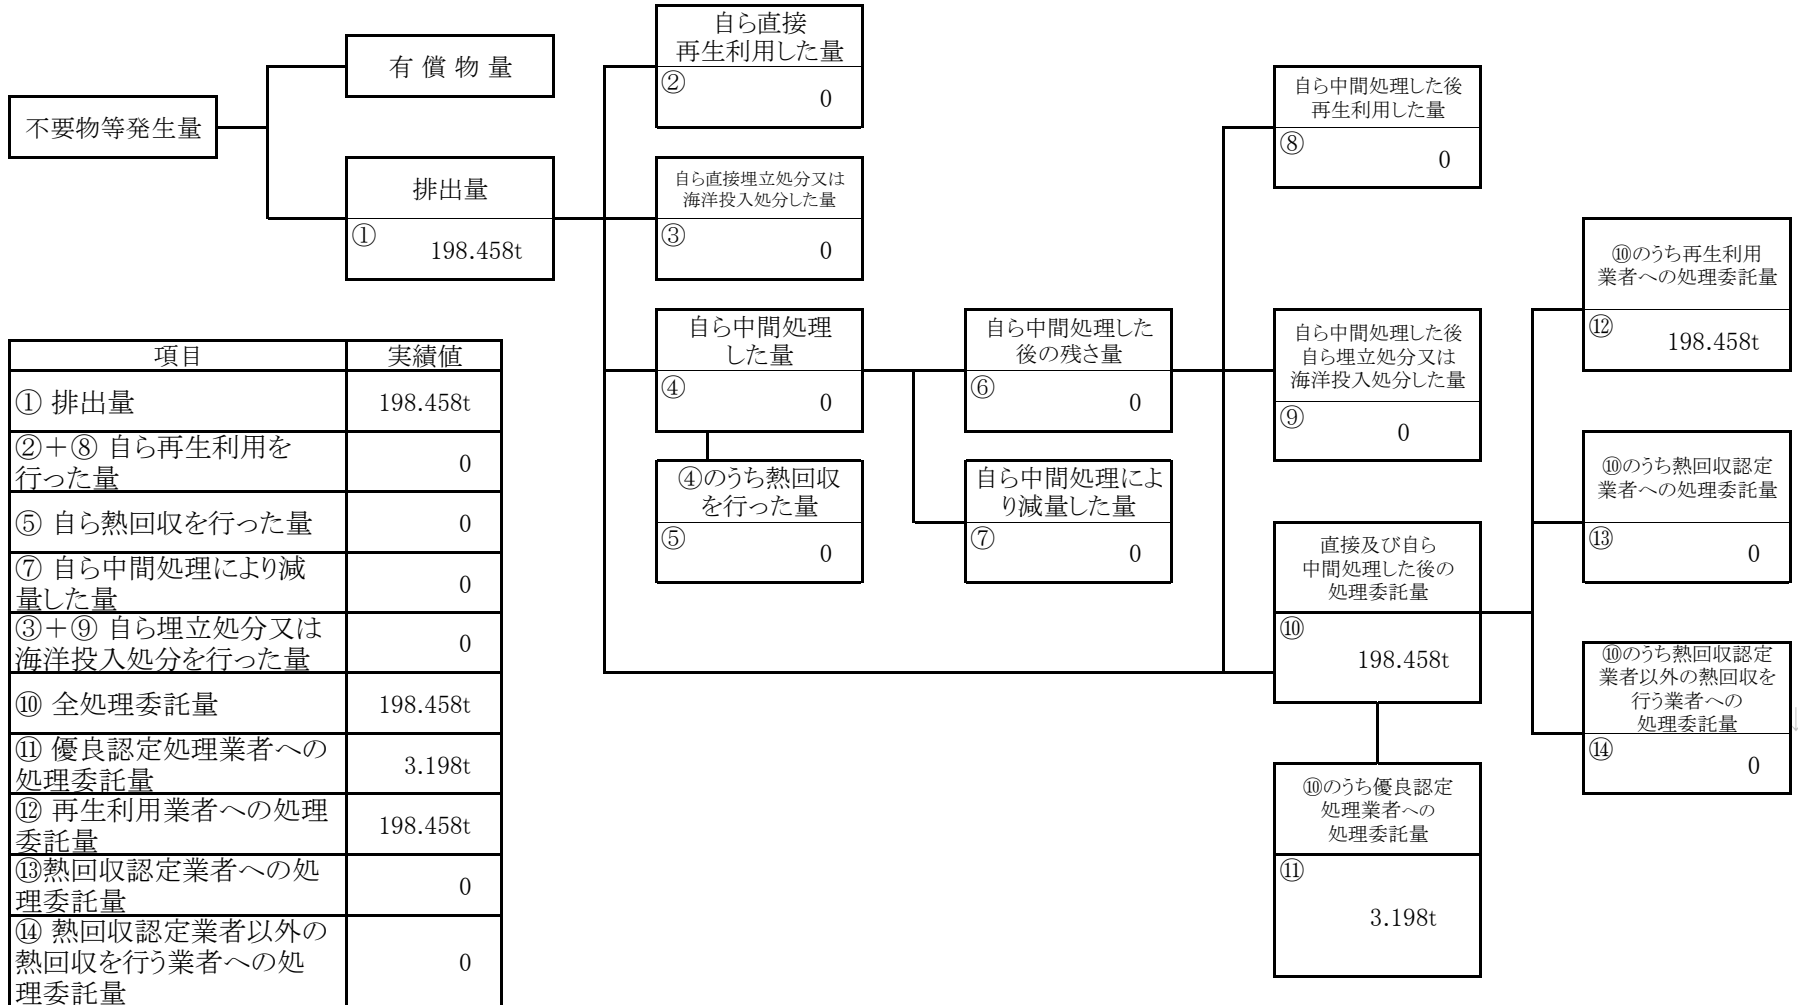 不要物等発生量
有 償 物 量
排出量
①
198.458t
自ら直接
再生利用した量
②
0
自ら直接埋立処分又は
海洋投入処分した量
③
0
自ら中間処理
した量
④
0
④のうち熱回収
を行った量
⑤
0
自ら中間処理した
後の残さ量
⑥
0
自ら中間処理によ
り減量した量
⑦
0
自ら中間処理した後
再生利用した量
⑧
0
自ら中間処理した後
自ら埋立処分又は
海洋投入処分した量
⑨
0
直接及び自ら
中間処理した後の
処理委託量
⑩
198.458t
⑩のうち優良認定
処理業者への
処理委託量
⑪
3.198t
⑩のうち再生利用
業者への処理委託量
⑫
198.458t
⑩のうち熱回収認定
業者への処理委託量
⑬
0
⑩のうち熱回収認定
業者以外の熱回収を
行う業者への
処理委託量
⑭
0
項目 実績値
① 排出量 198.458t
②＋⑧ 自ら再生利用を
行った量
0
⑤ 自ら熱回収を行った量 0
⑦ 自ら中間処理により減
量した量
0
③＋⑨ 自ら埋立処分又は
海洋投入処分を行った量
0
⑩ 全処理委託量 198.458t
⑪ 優良認定処理業者への
処理委託量
3.198t
⑫ 再生利用業者への処理
委託量
198.458t
⑬熱回収認定業者への処
理委託量
0
⑭ 熱回収認定業者以外の
熱回収を行う業者への処
理委託量
0